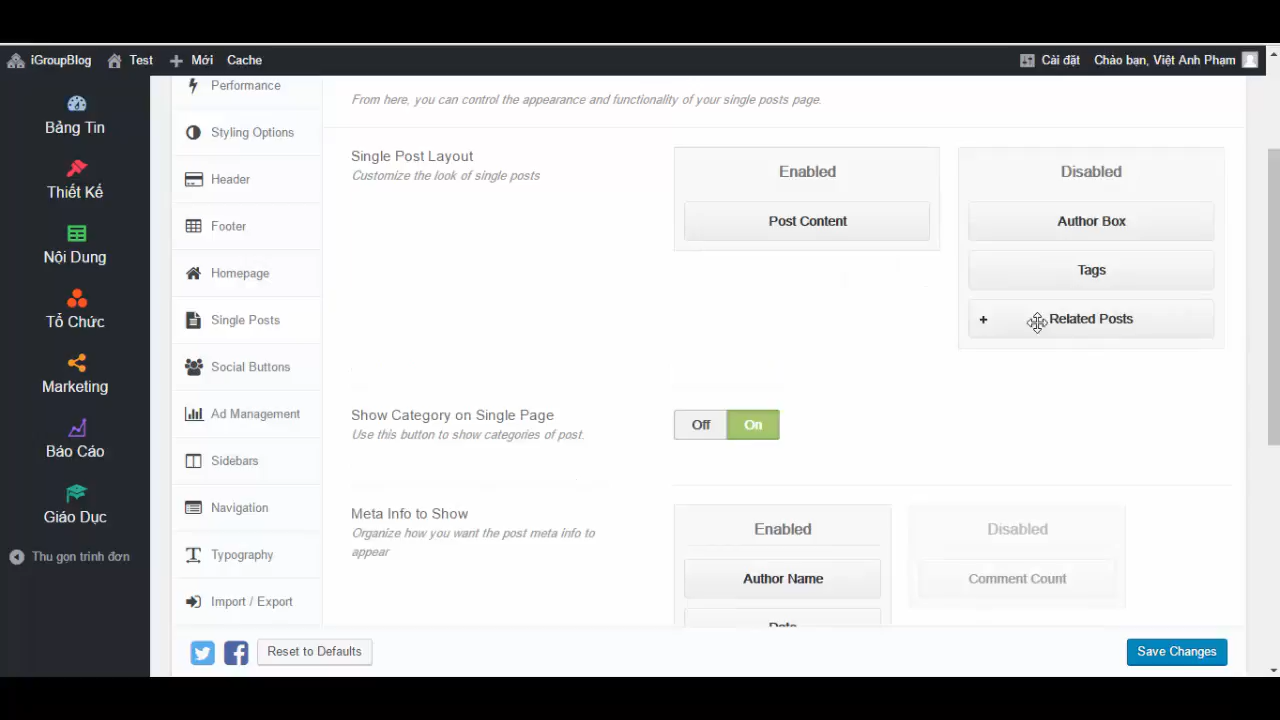 iGroupBlog Test Mới Cache Cài đặt Chào bạn, Việt Anh Phạm
Bảng Tin
Thiết Kế
Nội Dung
Tổ Chức
Marketing
Báo Cáo
Giáo Dục
Thu gọn trình đơn
Performance
Styling Options
Header
Footer
Homepage
Single Posts
Social Buttons
Ad Management
Sidebars
Navigation
Typography
Import / Export
From here, you can control the appearance and functionality of your single posts page.
Single Post Layout
Customize the look of single posts
Enabled
Post Content
Disabled
Author Box
Tags
+ Related Posts
Show Category on Single Page
Use this button to show categories of post.
Off On
Meta Info to Show
Organize how you want the post meta info to
appear
Enabled
Author Name
Date
Disabled
Comment Count
Reset to Defaults
Save Changes